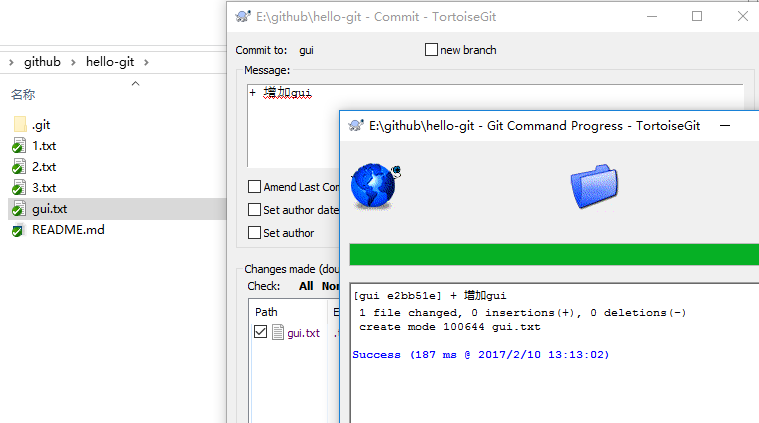 github > hello-git >
名称
.git
1.txt
2.txt
3.txt
gui.txt
README.md
E:\github\hello-git - Commit - TortoiseGit
Commit to: gui
new branch
Message:
+ 增加gui
Amend Last
Set author date
Set author
Changes made
Check: All
Path
gui.txt
E:\github\hello-git - Git Command Progress - TortoiseGit
[gui e2bb51e] + 增加gui
1 file changed, 0 insertions(+), 0 deletions(-)
create mode 100644 gui.txt
Success (187 ms @ 2017/2/10 13:13:02)